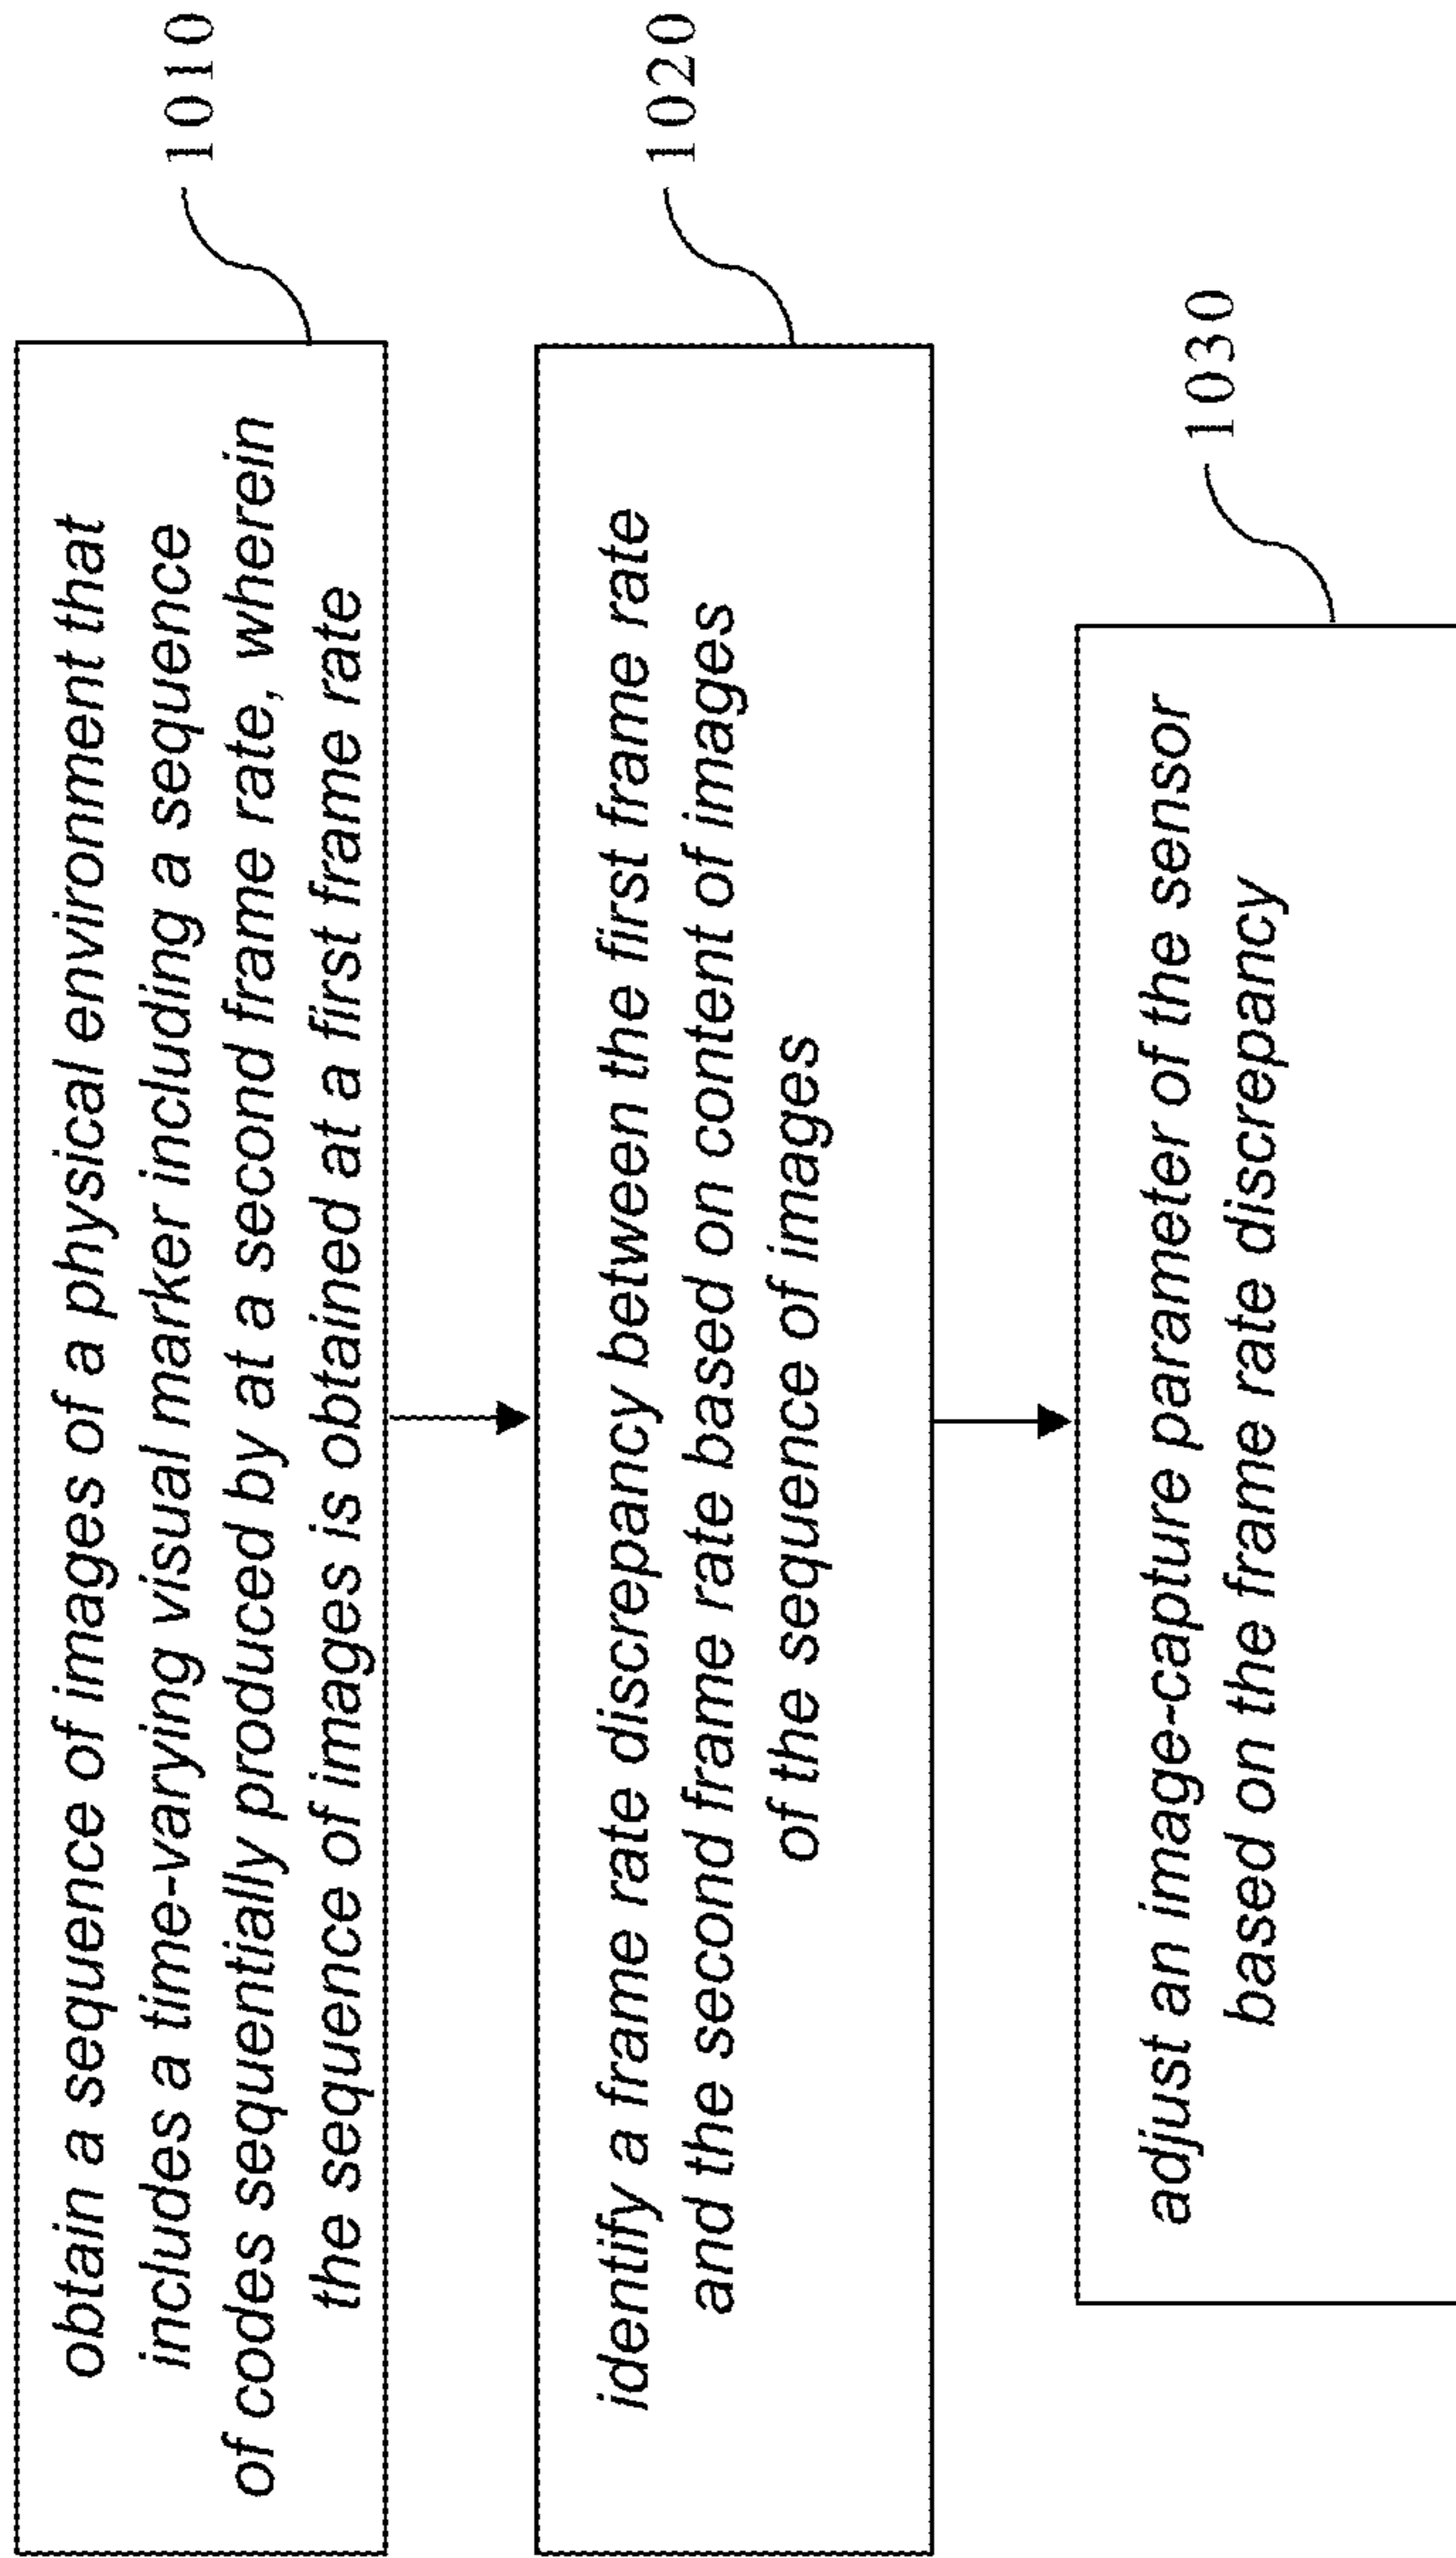 obtain a sequence of images of a physical environment that
includes a time-varying visual marker including a sequence
of codes sequentially produced by at a second frame rate, wherein
the sequence of images is obtained at a first frame rate
1010
identify a frame rate discrepancy between the first frame rate
and the second frame rate based on content of images
of the sequence of images
1020
adjust an image-capture parameter of the sensor
based on the frame rate discrepancy
1030